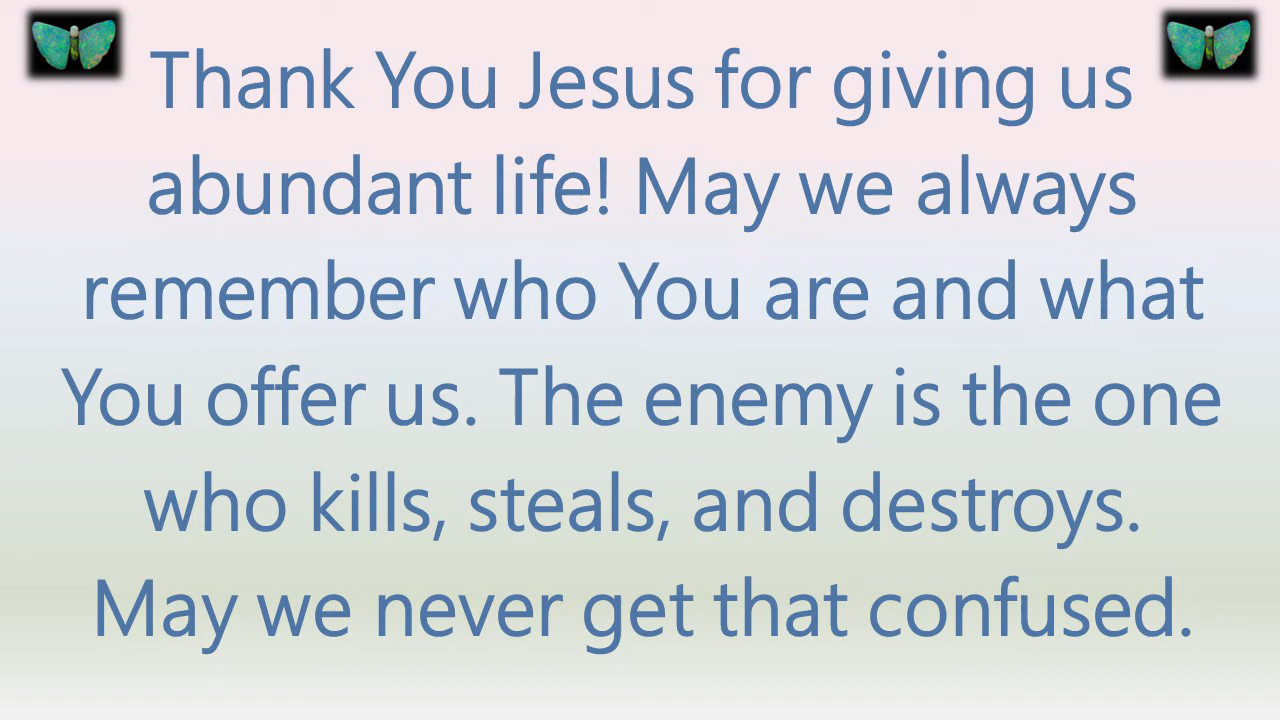 Thank You Jesus for giving us
abundant life! May we always
remember who You are and what
You offer us. The enemy is the one
who kills, steals, and destroys.
May we never get that confused.